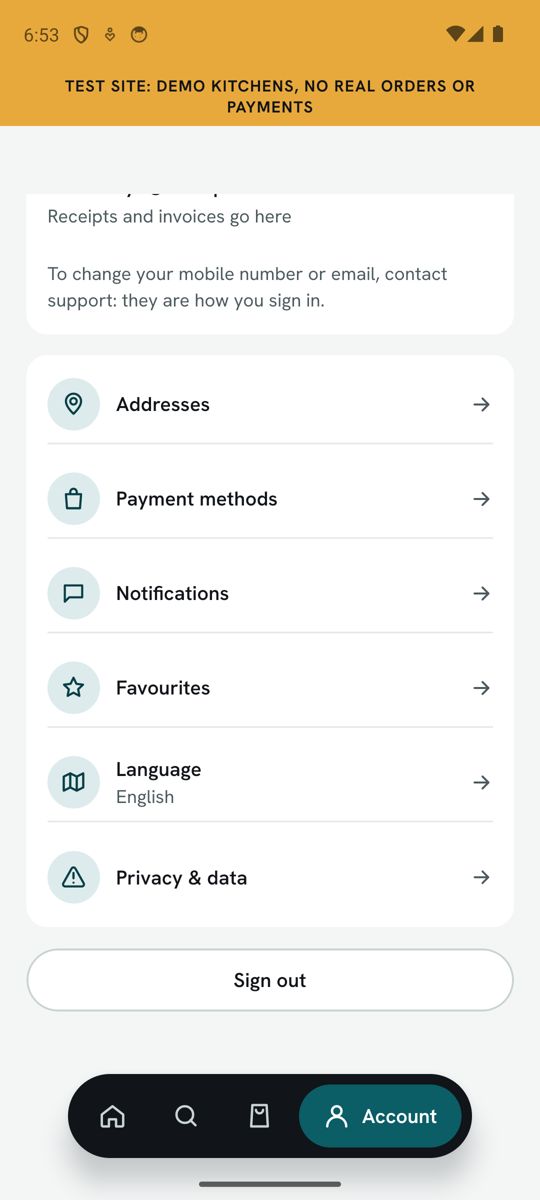 6:53
TEST SITE: DEMO KITCHENS, NO REAL ORDERS OR
PAYMENTS
Receipts and invoices go here
To change your mobile number or email, contact
support: they are how you sign in.
Addresses
Payment methods
Notifications
Favourites
Language
English
Privacy & data
Sign out
Account